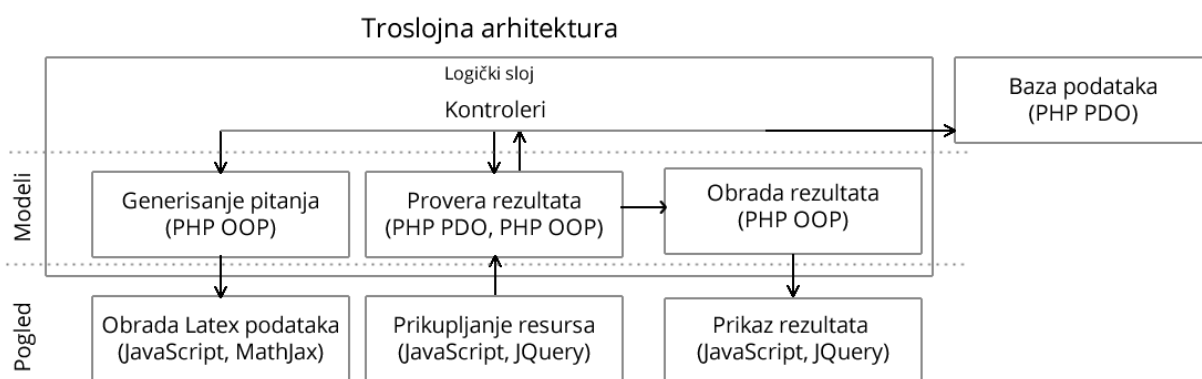 Troslojna arhitektura
Logički sloj
Kontroleri
Baza podataka
(PHP PDO)
Modeli
Generisanje pitanja
(PHP OOP)
Provera rezultata
(PHP PDO, PHP OOP)
Obrada rezultata
(PHP OOP)
Pogled
Obrada Latex podataka
(JavaScript, MathJax)
Prikupljanje resursa
(JavaScript, JQuery)
Prikaz rezultata
(JavaScript, JQuery)